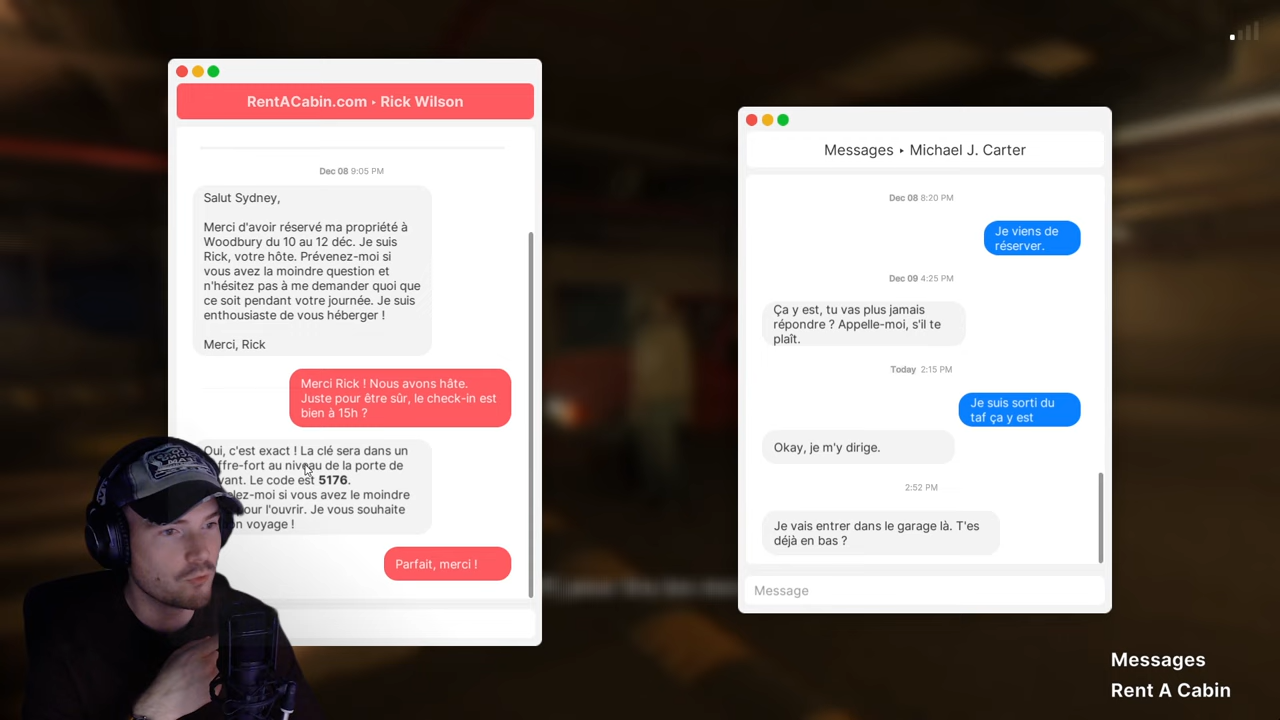 RentACabin.com ‣ Rick Wilson
Dec 08 9:05 PM
Salut Sydney,
Merci d'avoir réservé ma propriété à
Woodbury du 10 au 12 déc. Je suis
Rick, votre hôte. Prévenez-moi si
vous avez la moindre question et
n'hésitez pas à me demander quoi que
ce soit pendant votre journée. Je suis
enthousiaste de vous héberger !
Merci, Rick
Merci Rick ! Nous avons hâte.
Juste pour être sûr, le check-in est
bien à 15h ?
Oui, c'est exact ! La clé sera dans un
au niveau de la porte de
Le code est 5176.
si vous avez le moindre
pour l'ouvrir. Je vous souhaite
voyage !
Parfait, merci !
Messages ‣ Michael J. Carter
Dec 08 8:20 PM
Je viens de
réserver.
Dec 09 4:25 PM
Ça y est, tu vas plus jamais
répondre ? Appelle-moi, s'il te
plaît.
Today 2:15 PM
Je suis sorti du
taf ça y est
Okay, je m'y dirige.
2:52 PM
Je vais entrer dans le garage là. T'es
déjà en bas ?
Message
Messages
Rent A Cabin